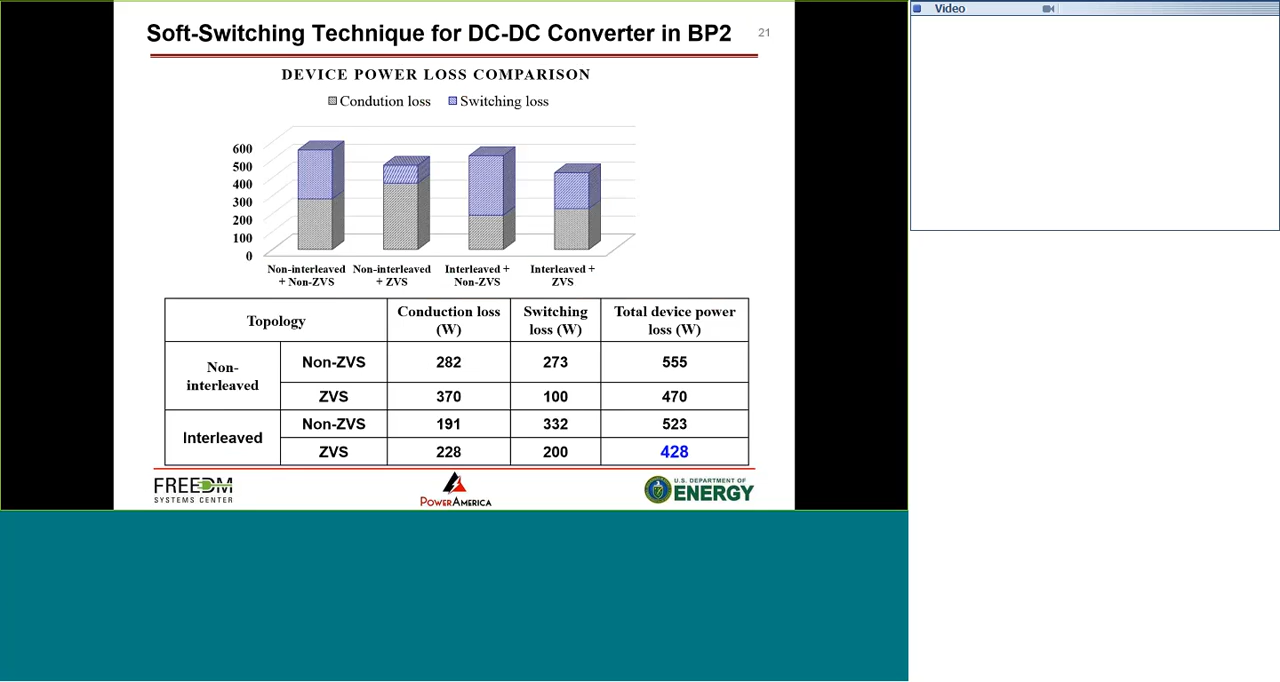 Video
Soft-Switching Technique for DC-DC Converter in BP2
21
DEVICE POWER LOSS COMPARISON
Condution loss Switching loss
600
500
400
300
200
100
0
Non-interleaved Non-interleaved Interleaved + Interleaved +
+ Non-ZVS + ZVS Non-ZVS ZVS
Topology
Conduction loss
(W)
Switching
loss (W)
Total device power
loss (W)
Non-
interleaved
Non-ZVS 282 273 555
ZVS 370 100 470
Interleaved
Non-ZVS 191 332 523
ZVS 228 200 428
FREEDM
SYSTEMS CENTER
POWERAMERICA
U.S. DEPARTMENT OF
ENERGY